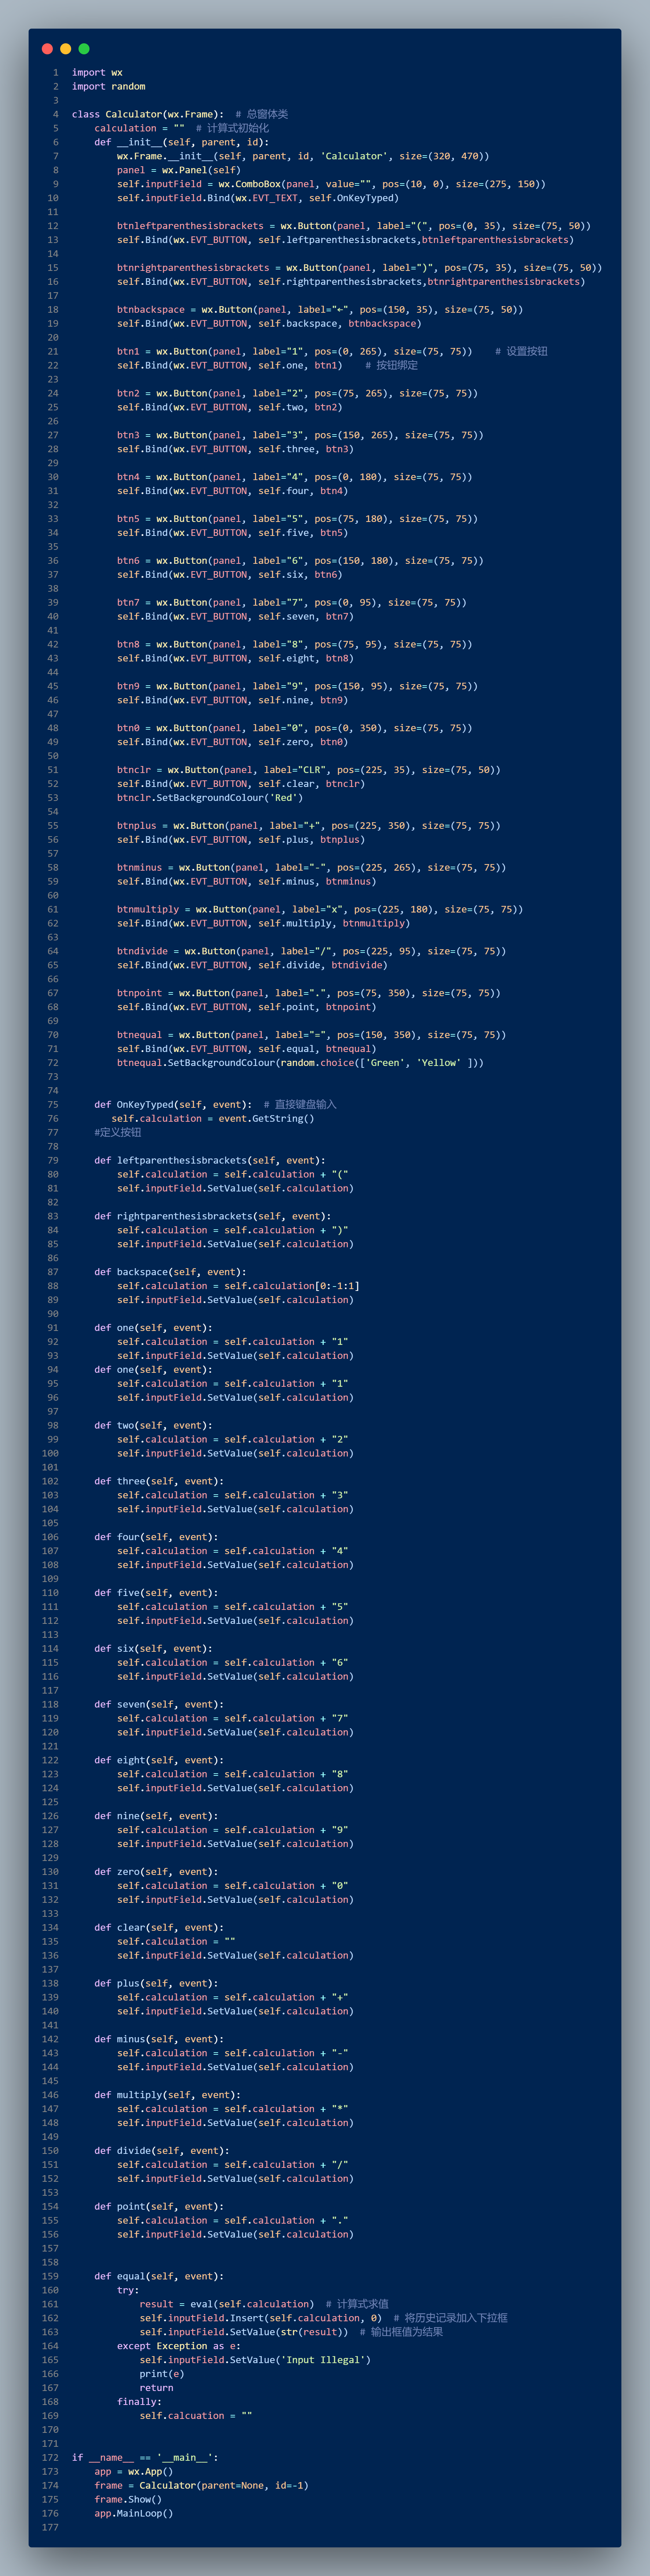 1 import wx
2 import random
3
4 class Calculator(wx.Frame):  # 总窗体类
5     calculation = ""  # 计算式初始化
6     def __init__(self, parent, id):
7         wx.Frame.__init__(self, parent, id, 'Calculator', size=(320, 470))
8         panel = wx.Panel(self)
9         self.inputField = wx.ComboBox(panel, value="", pos=(10, 0), size=(275, 150))
10         self.inputField.Bind(wx.EVT_TEXT, self.OnKeyTyped)
11
12         btnleftparenthesisbrackets = wx.Button(panel, label="(", pos=(0, 35), size=(75, 50))
13         self.Bind(wx.EVT_BUTTON, self.leftparenthesisbrackets,btnleftparenthesisbrackets)
14
15         btnrightparenthesisbrackets = wx.Button(panel, label=")", pos=(75, 35), size=(75, 50))
16         self.Bind(wx.EVT_BUTTON, self.rightparenthesisbrackets,btnrightparenthesisbrackets)
17
18         btnbackspace = wx.Button(panel, label="←", pos=(150, 35), size=(75, 50))
19         self.Bind(wx.EVT_BUTTON, self.backspace, btnbackspace)
20
21         btn1 = wx.Button(panel, label="1", pos=(0, 265), size=(75, 75))    # 设置按钮
22         self.Bind(wx.EVT_BUTTON, self.one, btn1)    # 按钮绑定
23
24         btn2 = wx.Button(panel, label="2", pos=(75, 265), size=(75, 75))
25         self.Bind(wx.EVT_BUTTON, self.two, btn2)
26
27         btn3 = wx.Button(panel, label="3", pos=(150, 265), size=(75, 75))
28         self.Bind(wx.EVT_BUTTON, self.three, btn3)
29
30         btn4 = wx.Button(panel, label="4", pos=(0, 180), size=(75, 75))
31         self.Bind(wx.EVT_BUTTON, self.four, btn4)
32
33         btn5 = wx.Button(panel, label="5", pos=(75, 180), size=(75, 75))
34         self.Bind(wx.EVT_BUTTON, self.five, btn5)
35
36         btn6 = wx.Button(panel, label="6", pos=(150, 180), size=(75, 75))
37         self.Bind(wx.EVT_BUTTON, self.six, btn6)
38
39         btn7 = wx.Button(panel, label="7", pos=(0, 95), size=(75, 75))
40         self.Bind(wx.EVT_BUTTON, self.seven, btn7)
41
42         btn8 = wx.Button(panel, label="8", pos=(75, 95), size=(75, 75))
43         self.Bind(wx.EVT_BUTTON, self.eight, btn8)
44
45         btn9 = wx.Button(panel, label="9", pos=(150, 95), size=(75, 75))
46         self.Bind(wx.EVT_BUTTON, self.nine, btn9)
47
48         btn0 = wx.Button(panel, label="0", pos=(0, 350), size=(75, 75))
49         self.Bind(wx.EVT_BUTTON, self.zero, btn0)
50
51         btnclr = wx.Button(panel, label="CLR", pos=(225, 35), size=(75, 50))
52         self.Bind(wx.EVT_BUTTON, self.clear, btnclr)
53         btnclr.SetBackgroundColour('Red')
54
55         btnplus = wx.Button(panel, label="+", pos=(225, 350), size=(75, 75))
56         self.Bind(wx.EVT_BUTTON, self.plus, btnplus)
57
58         btnminus = wx.Button(panel, label="-", pos=(225, 265), size=(75, 75))
59         self.Bind(wx.EVT_BUTTON, self.minus, btnminus)
60
61         btnmultiply = wx.Button(panel, label="x", pos=(225, 180), size=(75, 75))
62         self.Bind(wx.EVT_BUTTON, self.multiply, btnmultiply)
63
64         btndivide = wx.Button(panel, label="/", pos=(225, 95), size=(75, 75))
65         self.Bind(wx.EVT_BUTTON, self.divide, btndivide)
66
67         btnpoint = wx.Button(panel, label=".", pos=(75, 350), size=(75, 75))
68         self.Bind(wx.EVT_BUTTON, self.point, btnpoint)
69
70         btnequal = wx.Button(panel, label="=", pos=(150, 350), size=(75, 75))
71         self.Bind(wx.EVT_BUTTON, self.equal, btnequal)
72         btnequal.SetBackgroundColour(random.choice(['Green', 'Yellow' ]))
73
74
75     def OnKeyTyped(self, event):  # 直接键盘输入
76        self.calculation = event.GetString()
77     #定义按钮
78
79     def leftparenthesisbrackets(self, event):
80         self.calculation = self.calculation + "("
81         self.inputField.SetValue(self.calculation)
82
83     def rightparenthesisbrackets(self, event):
84         self.calculation = self.calculation + ")"
85         self.inputField.SetValue(self.calculation)
86
87     def backspace(self, event):
88         self.calculation = self.calculation[0:-1:1]
89         self.inputField.SetValue(self.calculation)
90
91     def one(self, event):
92         self.calculation = self.calculation + "1"
93         self.inputField.SetValue(self.calculation)
94     def one(self, event):
95         self.calculation = self.calculation + "1"
96         self.inputField.SetValue(self.calculation)
97
98     def two(self, event):
99         self.calculation = self.calculation + "2"
100         self.inputField.SetValue(self.calculation)
101
102     def three(self, event):
103         self.calculation = self.calculation + "3"
104         self.inputField.SetValue(self.calculation)
105
106     def four(self, event):
107         self.calculation = self.calculation + "4"
108         self.inputField.SetValue(self.calculation)
109
110     def five(self, event):
111         self.calculation = self.calculation + "5"
112         self.inputField.SetValue(self.calculation)
113
114     def six(self, event):
115         self.calculation = self.calculation + "6"
116         self.inputField.SetValue(self.calculation)
117
118     def seven(self, event):
119         self.calculation = self.calculation + "7"
120         self.inputField.SetValue(self.calculation)
121
122     def eight(self, event):
123         self.calculation = self.calculation + "8"
124         self.inputField.SetValue(self.calculation)
125
126     def nine(self, event):
127         self.calculation = self.calculation + "9"
128         self.inputField.SetValue(self.calculation)
129
130     def zero(self, event):
131         self.calculation = self.calculation + "0"
132         self.inputField.SetValue(self.calculation)
133
134     def clear(self, event):
135         self.calculation = ""
136         self.inputField.SetValue(self.calculation)
137
138     def plus(self, event):
139         self.calculation = self.calculation + "+"
140         self.inputField.SetValue(self.calculation)
141
142     def minus(self, event):
143         self.calculation = self.calculation + "-"
144         self.inputField.SetValue(self.calculation)
145
146     def multiply(self, event):
147         self.calculation = self.calculation + "*"
148         self.inputField.SetValue(self.calculation)
149
150     def divide(self, event):
151         self.calculation = self.calculation + "/"
152         self.inputField.SetValue(self.calculation)
153
154     def point(self, event):
155         self.calculation = self.calculation + "."
156         self.inputField.SetValue(self.calculation)
157
158
159     def equal(self, event):
160         try:
161             result = eval(self.calculation)  # 计算式求值
162             self.inputField.Insert(self.calculation, 0)  # 将历史记录加入下拉框
163             self.inputField.SetValue(str(result))  # 输出框值为结果
164         except Exception as e:
165             self.inputField.SetValue('Input Illegal')
166             print(e)
167             return
168         finally:
169             self.calcuation = ""
170
171
172 if __name__ == '__main__':
173     app = wx.App()
174     frame = Calculator(parent=None, id=-1)
175     frame.Show()
176     app.MainLoop()
177